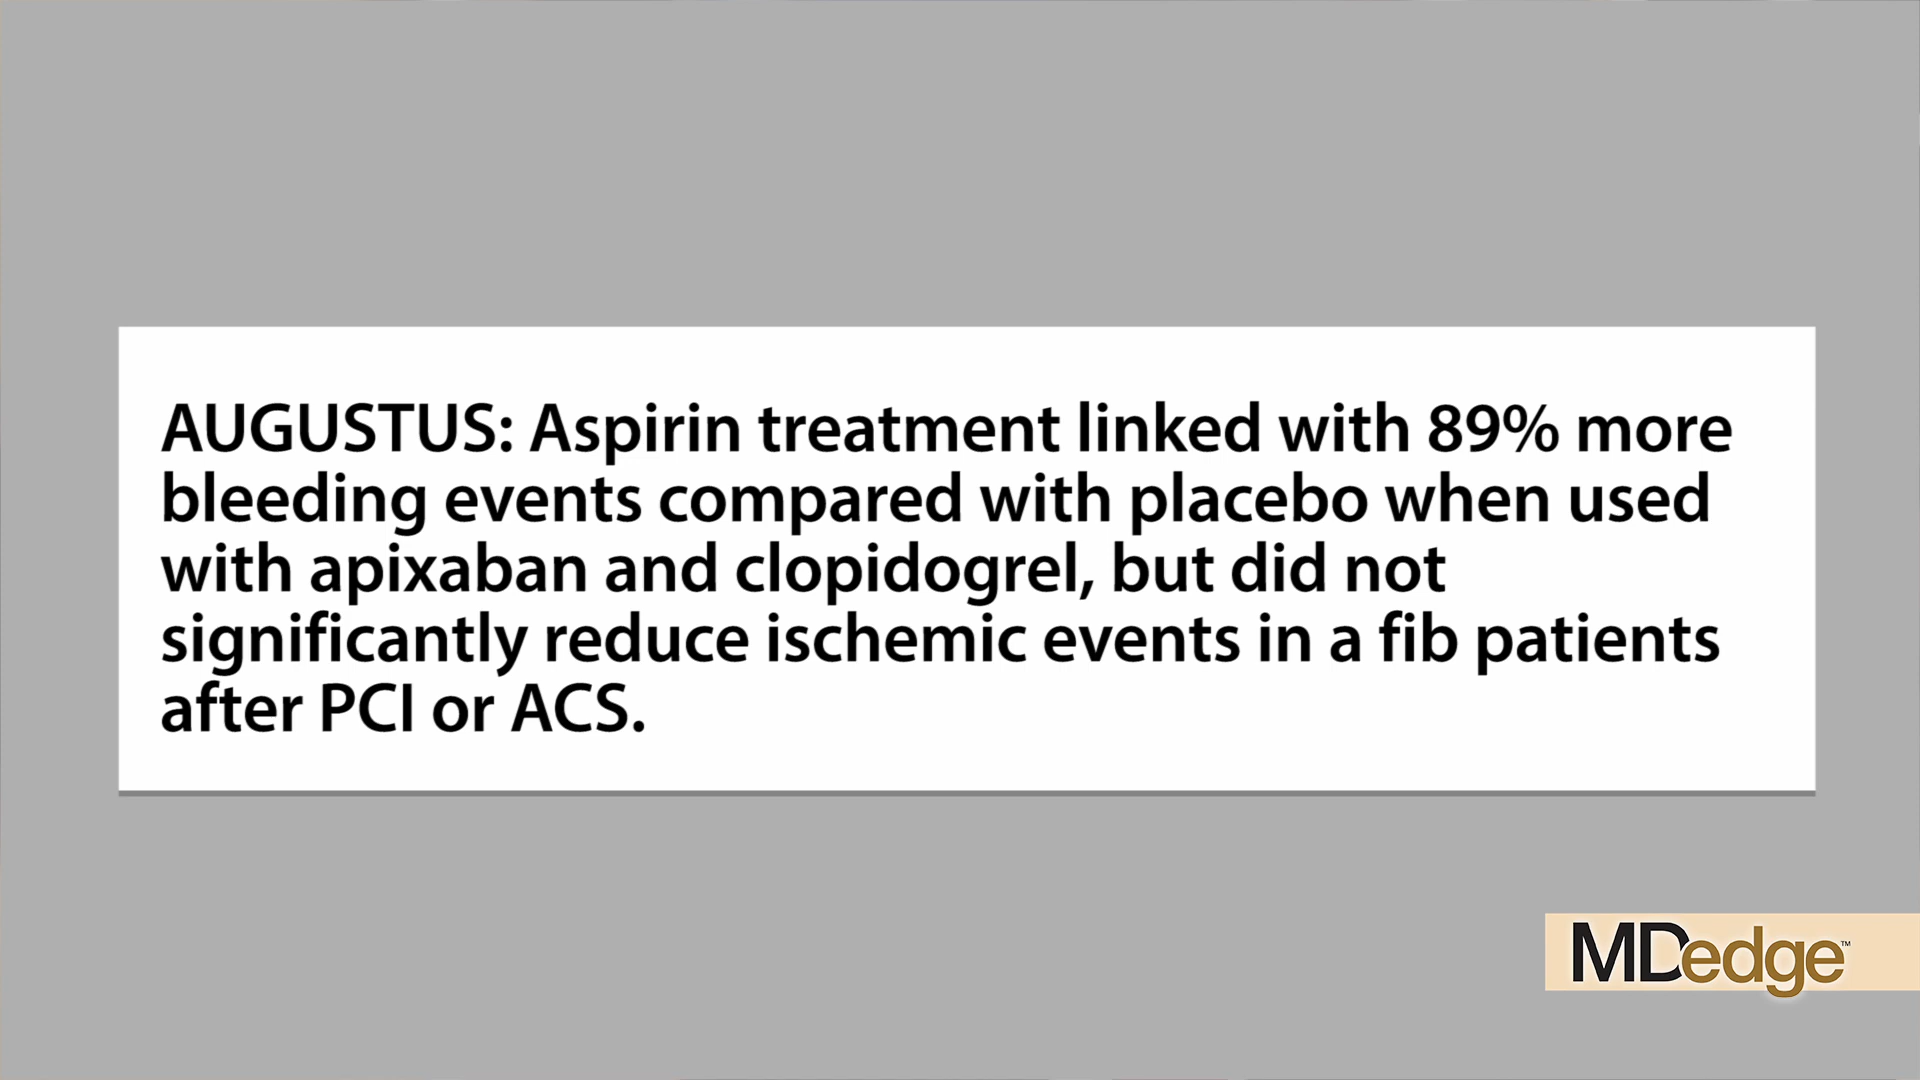 AUGUSTUS: Aspirin treatment linked with 89% more
bleeding events compared with placebo when used
with apixaban and clopidogrel, but did not
significantly reduce ischemic events in a fib patients
after PCI or ACS.
MDedge™